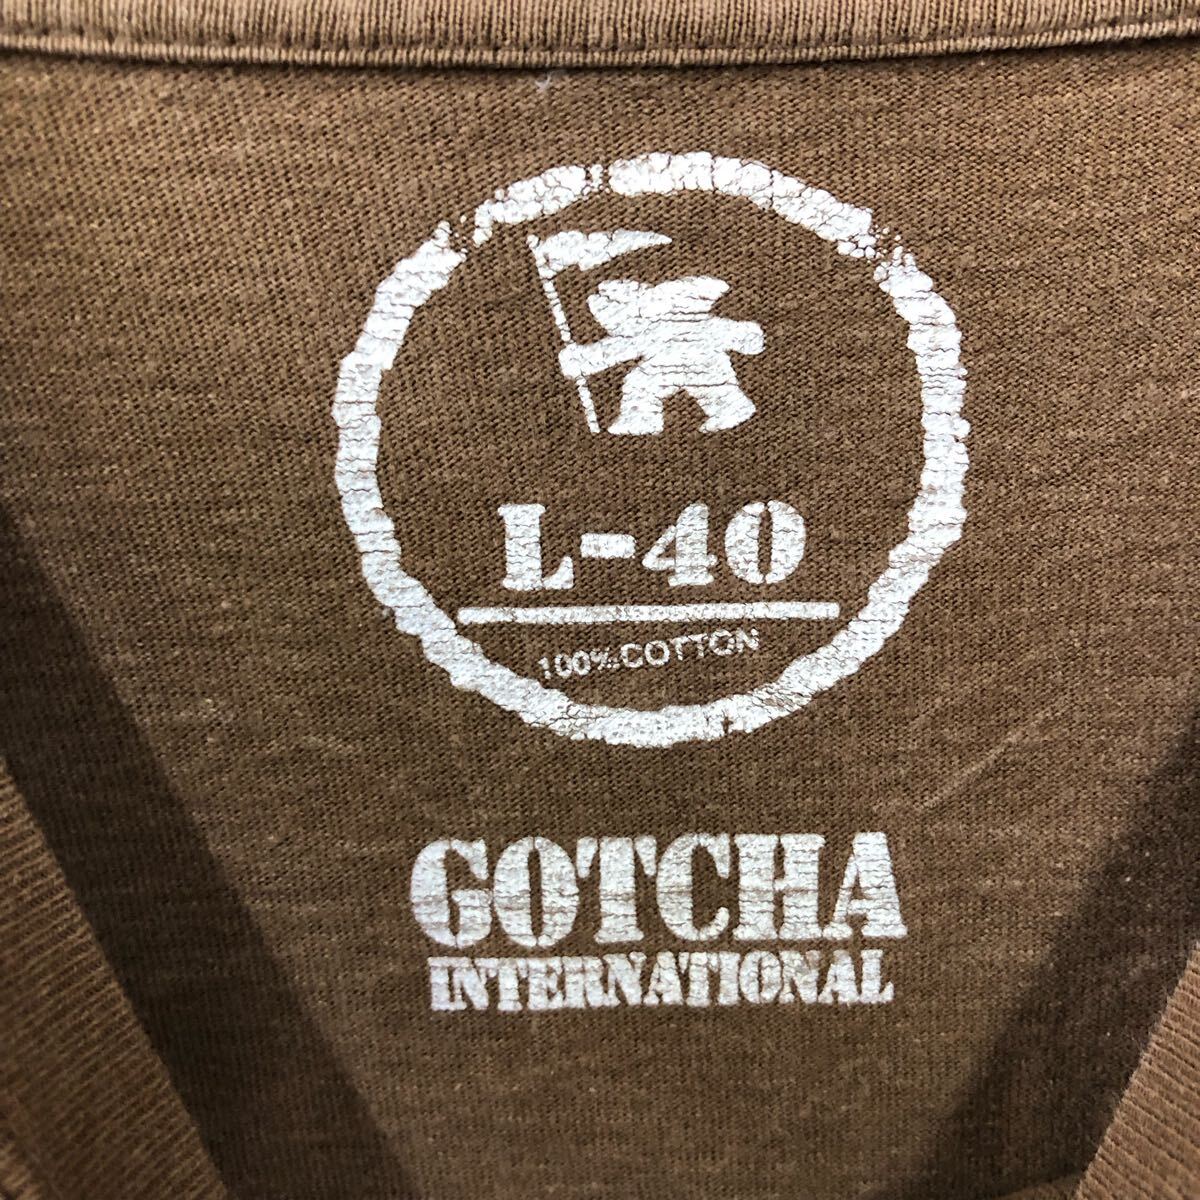 L-40
100%COTTON
GOTCHA
INTERNATIONAL